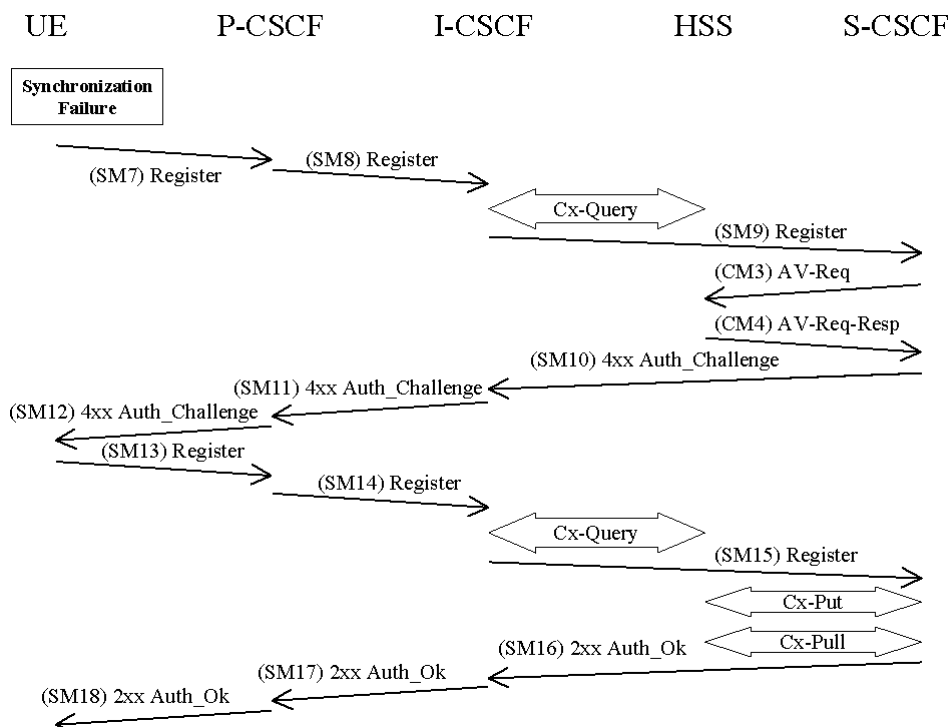 UE P-CSCF I-CSCF HSS S-CSCF
Synchronization
Failure
(SM7) Register
(SM8) Register
Cx-Query
(SM9) Register
(CM3) AV-Req
(CM4) AV-Req-Resp
(SM10) 4xx Auth_Challenge
(SM11) 4xx Auth_Challenge
(SM12) 4xx Auth_Challenge
(SM13) Register
(SM14) Register
Cx-Query
(SM15) Register
Cx-Put
Cx-Pull
(SM16) 2xx Auth_Ok
(SM17) 2xx Auth_Ok
(SM18) 2xx Auth_Ok